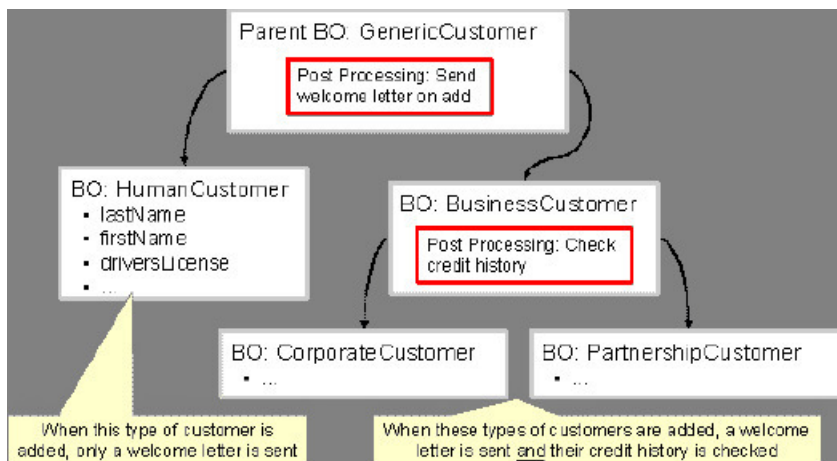 Parent BO: GenericCustomer
Post Processing: Send
welcome letter on add
BO: HumanCustomer
▪ lastName
▪ firstName
▪ driversLicense
▪ ...
BO: BusinessCustomer
Post Processing: Check
credit history
BO: CorporateCustomer
▪ ...
BO: PartnershipCustomer
▪ ...
When this type of customer is
added, only a welcome letter is sent
When these types of customers are added, a welcome
letter is sent and their credit history is checked